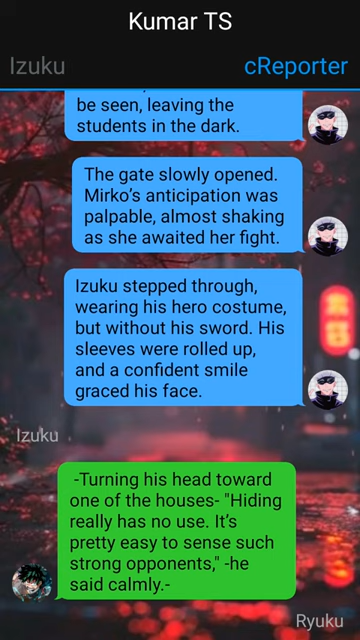 Kumar TS
Izuku
cReporter
be seen, leaving the
students in the dark.
The gate slowly opened.
Mirko's anticipation was
palpable, almost shaking
as she awaited her fight.
Izuku stepped through,
wearing his hero costume,
but without his sword. His
sleeves were rolled up,
and a confident smile
graced his face.
Izuku
-Turning his head toward
one of the houses- "Hiding
really has no use. It's
pretty easy to sense such
strong opponents," -he
said calmly.-
Ryuku